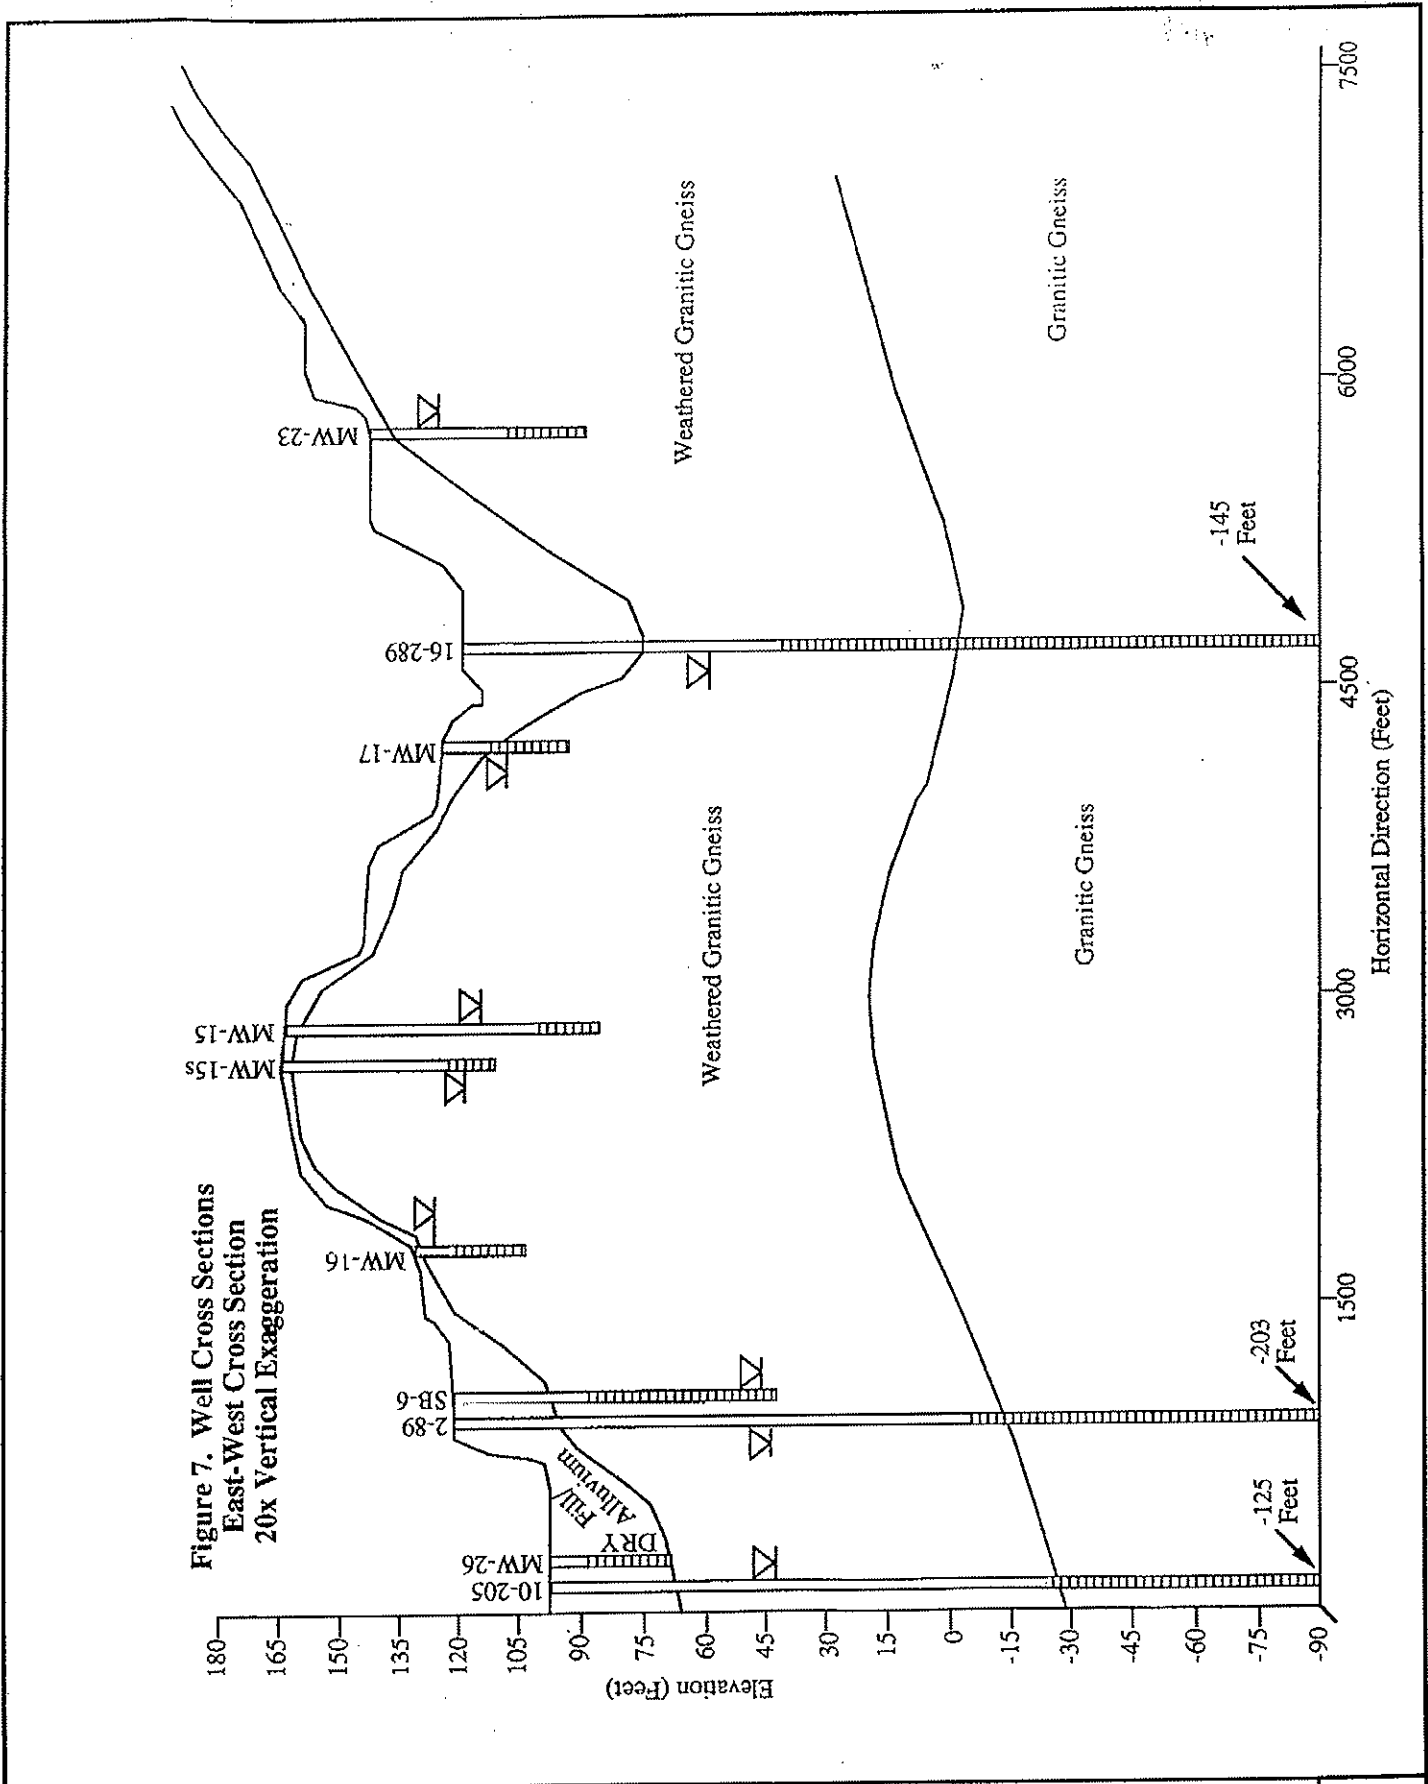 Figure 7. Well Cross Sections
East-West Cross Section
20x Vertical Exaggeration
Elevation (Feet)
180
165
150
135
120
105
90
75
60
45
30
15
0
-15
-30
-45
-60
-75
-90
10-205
MW-26
DRY
Fill/
Alluvium
2-89
SB-6
MW-16
MW-15s
MW-15
MW-17
16-289
MW-23
Weathered Granitic Gneiss
Weathered Granitic Gneiss
Granitic Gneiss
Granitic Gneiss
-125
Feet
-203
Feet
-145
Feet
1500
3000
4500
6000
7500
Horizontal Direction (Feet)